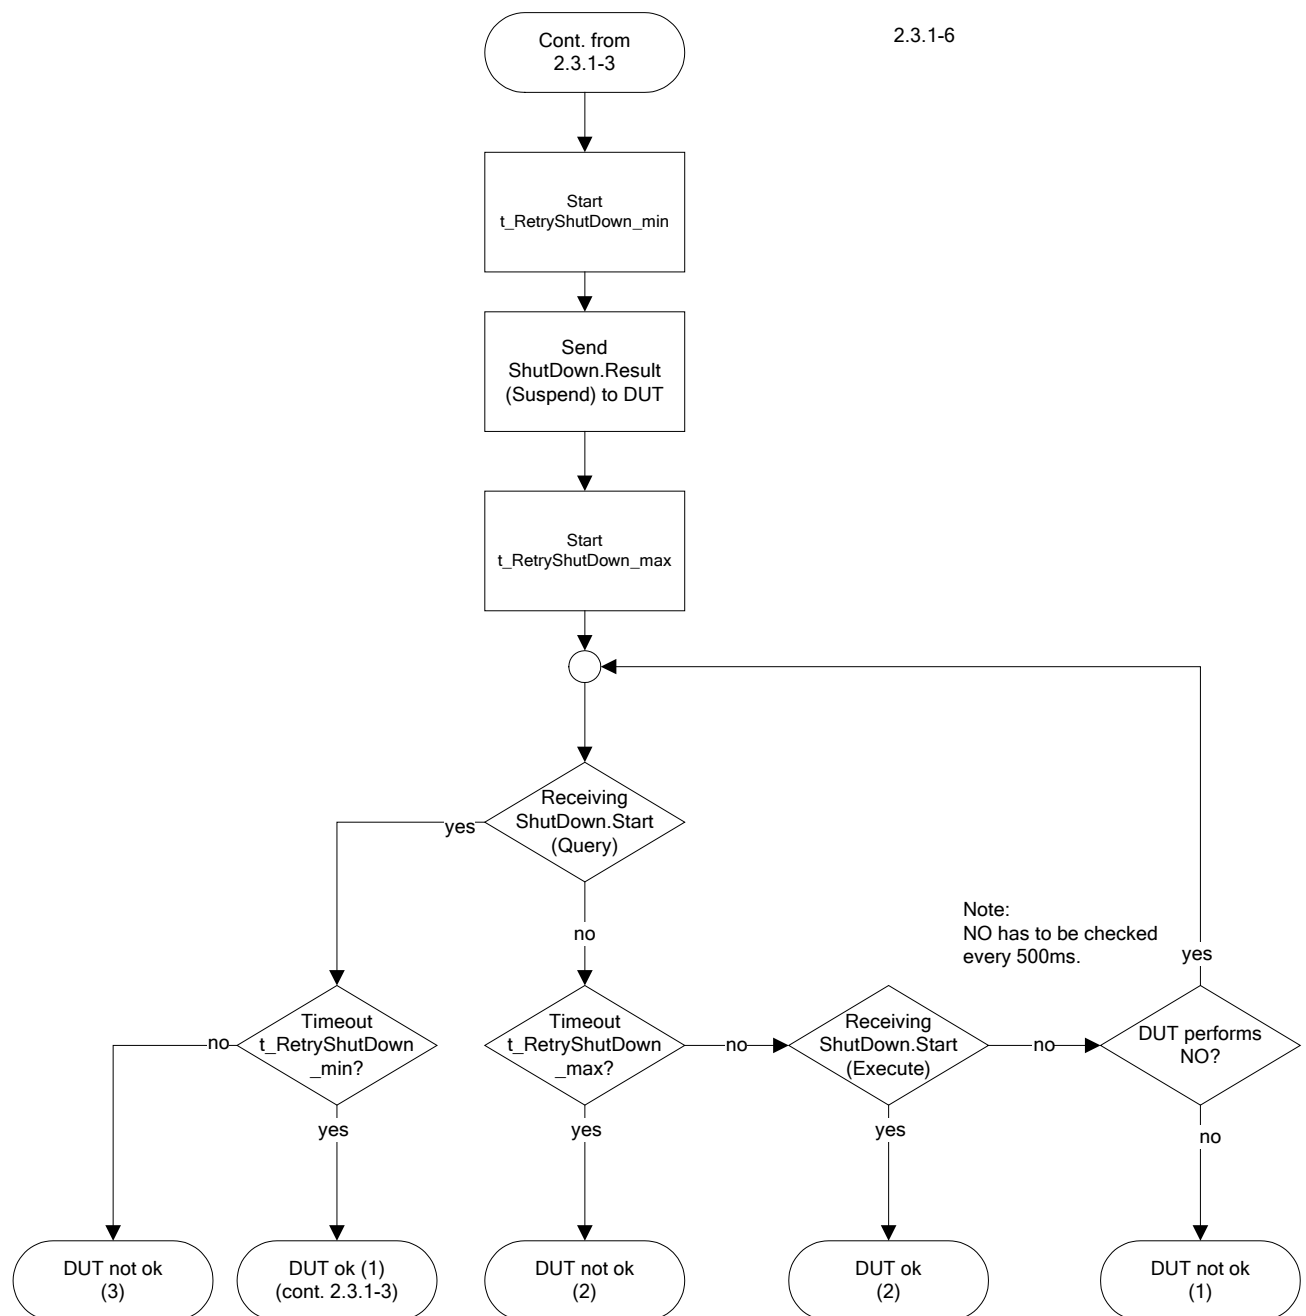 Cont. from
2.3.1-3
2.3.1-6
Start
t_RetryShutDown_min
Send
ShutDown.Result
(Suspend) to DUT
Start
t_RetryShutDown_max
Receiving
ShutDown.Start
(Query)
yes
no
Note:
NO has to be checked
every 500ms.
yes
Timeout
t_RetryShutDown
_min?
no
yes
Timeout
t_RetryShutDown
_max?
no
yes
Receiving
ShutDown.Start
(Execute)
no
yes
DUT performs
NO?
no
DUT not ok
(3)
DUT ok (1)
(cont. 2.3.1-3)
DUT not ok
(2)
DUT ok
(2)
DUT not ok
(1)